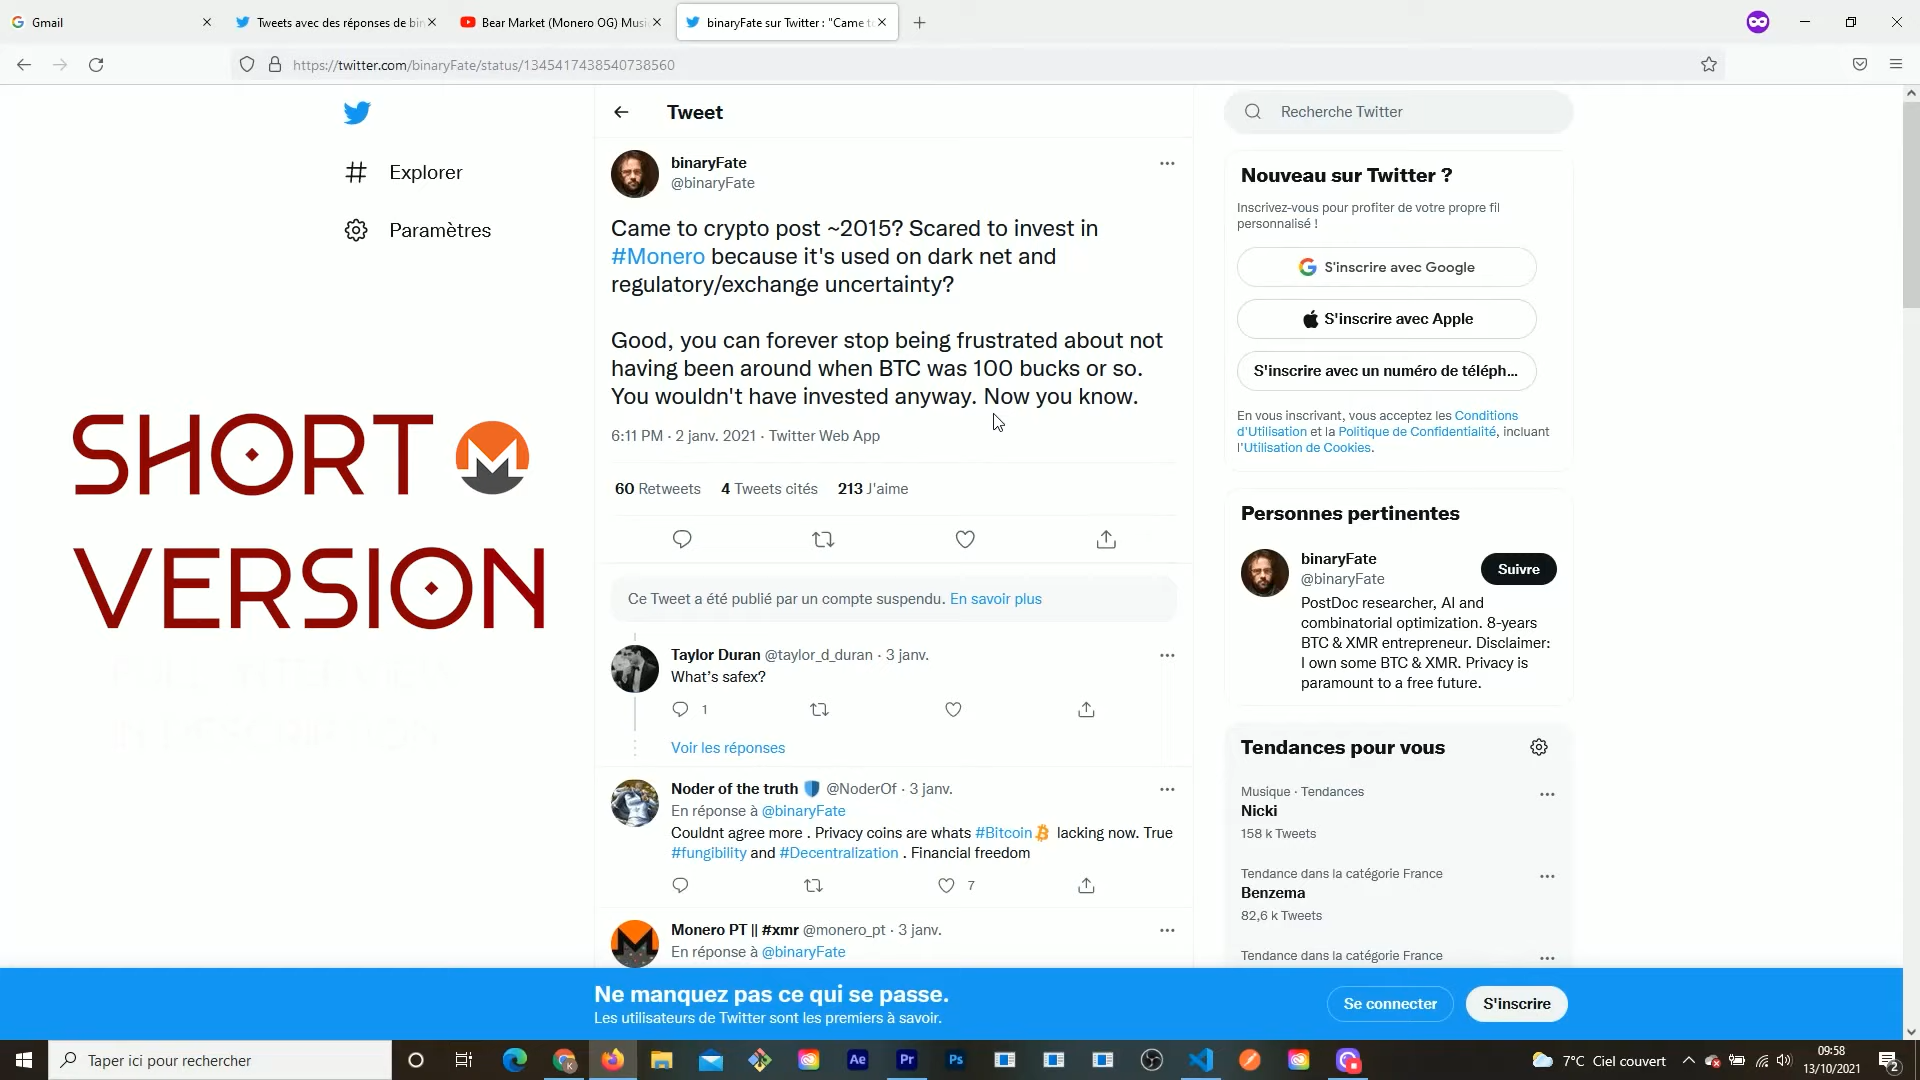 Gmail
Tweets avec des réponses de bin
Bear Market (Monero OG) Musi
binaryFate sur Twitter : "Came to
https://twitter.com/binaryFate/status/1345417438540738560
Explorer
Paramètres
SHORT
VERSION
Tweet
binaryFate
@binaryFate
Came to crypto post ~2015? Scared to invest in
#Monero because it's used on dark net and
regulatory/exchange uncertainty?
Good, you can forever stop being frustrated about not
having been around when BTC was 100 bucks or so.
You wouldn't have invested anyway. Now you know.
6:11 PM · 2 janv. 2021 · Twitter Web App
60 Retweets 4 Tweets cités 213 J'aime
Ce Tweet a été publié par un compte suspendu. En savoir plus
Taylor Duran @taylor_d_duran · 3 janv.
What's safex?
1
Voir les réponses
Noder of the truth @NoderOf · 3 janv.
En réponse à @binaryFate
Couldnt agree more . Privacy coins are whats #Bitcoin lacking now. True
#fungibility and #Decentralization . Financial freedom
7
Monero PT || #xmr @monero_pt · 3 janv.
En réponse à @binaryFate
Recherche Twitter
Nouveau sur Twitter ?
Inscrivez-vous pour profiter de votre propre fil
personnalisé !
S'inscrire avec Google
S'inscrire avec Apple
S'inscrire avec un numéro de téléph...
En vous inscrivant, vous acceptez les Conditions
d'Utilisation et la Politique de Confidentialité, incluant
l'Utilisation de Cookies.
Personnes pertinentes
binaryFate
@binaryFate
Suivre
PostDoc researcher, AI and
combinatorial optimization. 8-years
BTC & XMR entrepreneur. Disclaimer:
I own some BTC & XMR. Privacy is
paramount to a free future.
Tendances pour vous
Musique · Tendances
Nicki
158 k Tweets
Tendance dans la catégorie France
Benzema
82,6 k Tweets
Tendance dans la catégorie France
Ne manquez pas ce qui se passe.
Les utilisateurs de Twitter sont les premiers à savoir.
Se connecter
S'inscrire
Taper ici pour rechercher
Ae
Pr
Ps
7°C Ciel couvert
09:58
13/10/2021
2